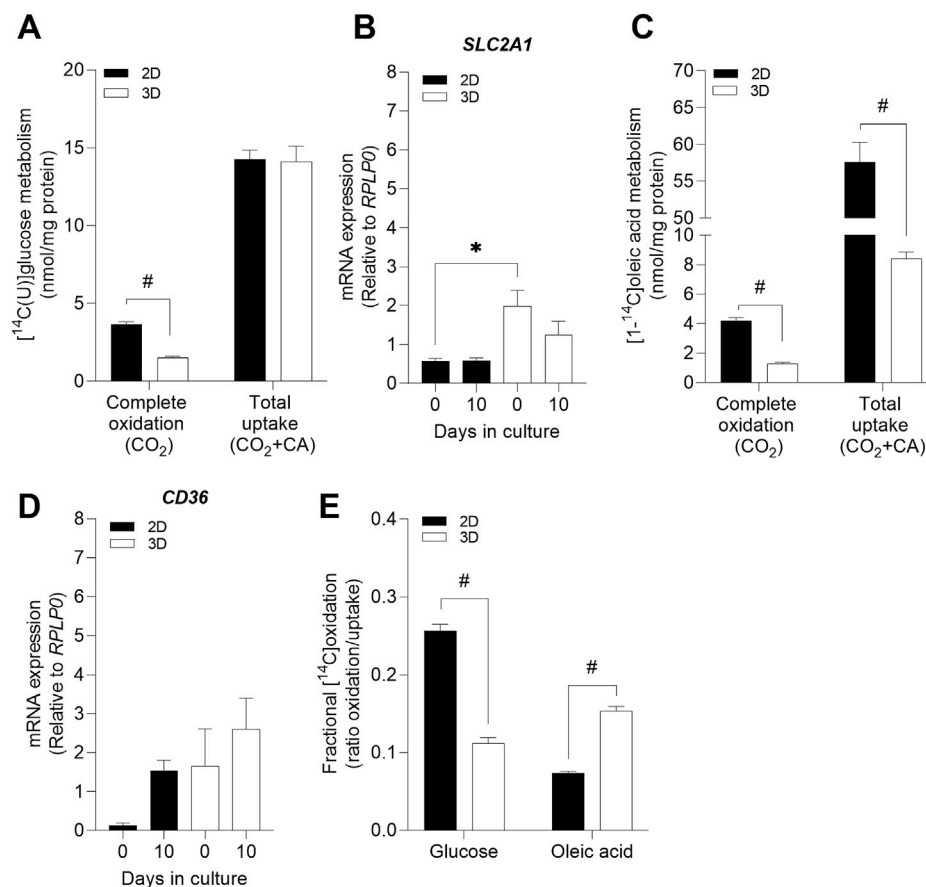 A
[¹⁴C(U)]glucose metabolism
(nmol/mg protein)
20
15
10
5
0
2D
3D
#
Complete
oxidation
(CO₂)
Total
uptake
(CO₂+CA)
B
SLC2A1
mRNA expression
(Relative to RPLP0)
8
7
6
5
4
3
2
1
0
2D
3D
*
0 10 0 10
Days in culture
C
[1-¹⁴C]oleic acid metabolism
(nmol/mg protein)
70
65
60
55
50
10
8
6
4
2
0
2D
3D
#
#
Complete
oxidation
(CO₂)
Total
uptake
(CO₂+CA)
D
CD36
mRNA expression
(Relative to RPLP0)
8
7
6
5
4
3
2
1
0
2D
3D
0 10 0 10
Days in culture
E
Fractional [¹⁴C]oxidation
(ratio oxidation/uptake)
0.4
0.3
0.2
0.1
0.0
2D
3D
#
#
Glucose Oleic acid